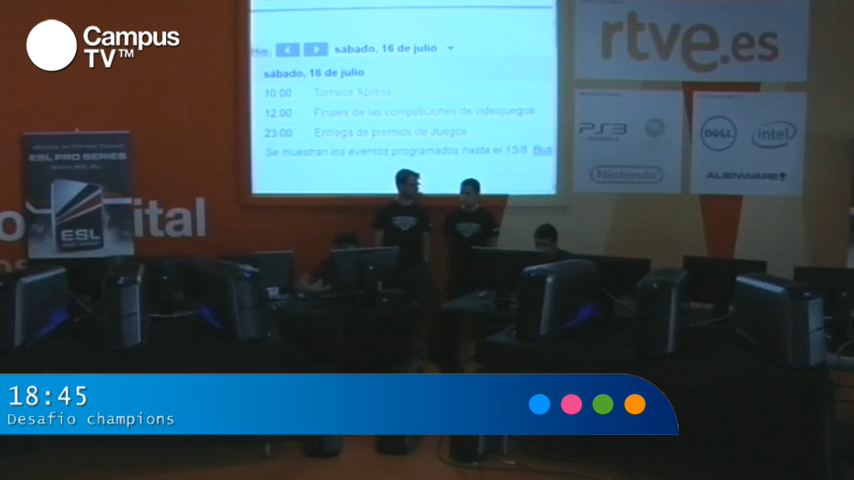 Campus
TV™
Hoy
sábado, 16 de julio
sábado, 16 de julio
10:00 Torneos Xpress
12:00 Finales de las competiciones de videojuegos
23:00 Entrega de premios de Juegos
Se muestran los eventos programados hasta el 15/8. Bus
rtve.es
PS3
DELL
intel
Nintendo
ALIENWARE
ESL PRO SERIES
ESL
ital
18:45
Desafio champions